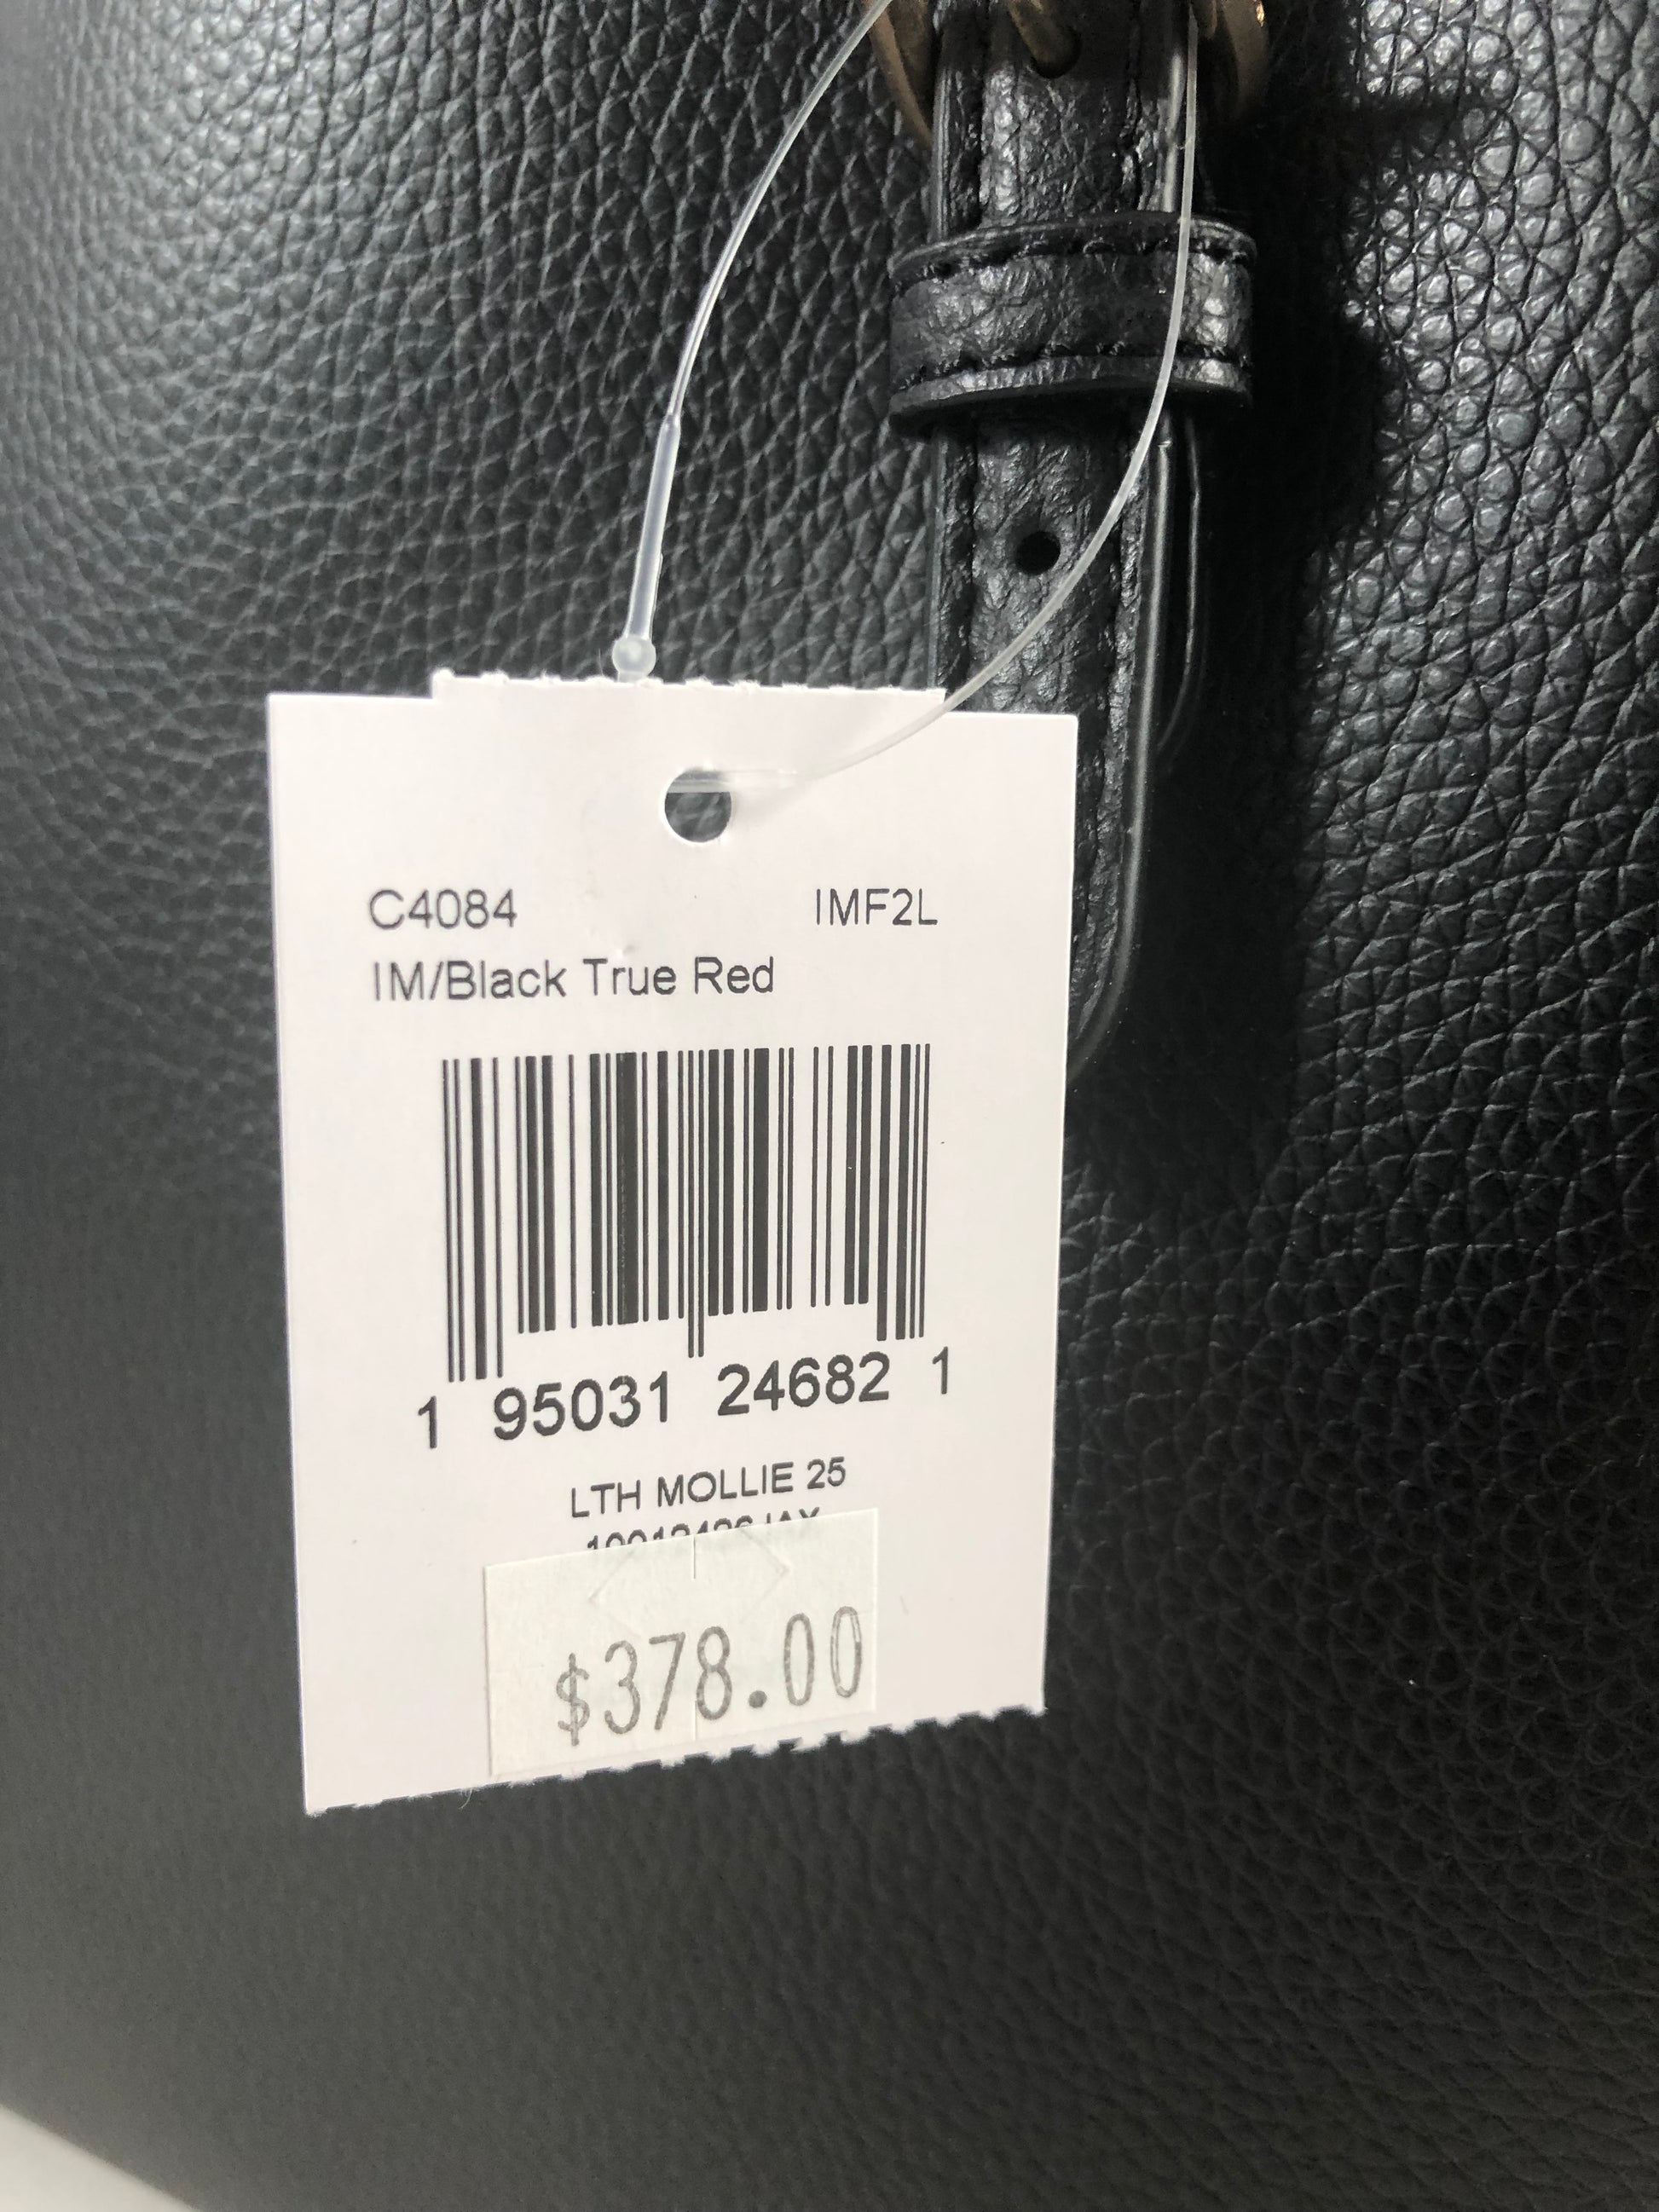 C4084 IMF2L
IM/Black True Red
1 95031 24682 1
LTH MOLLIE 25
$378.00